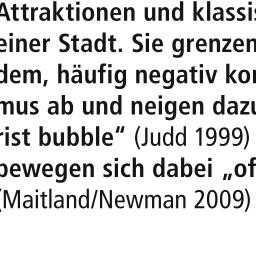 Attraktionen und klassis
einer Stadt. Sie grenzen
dem, häufig negativ kon
mus ab und neigen dazu
rist bubble“ (Judd 1999)
bewegen sich dabei „of
(Maitland/Newman 2009)